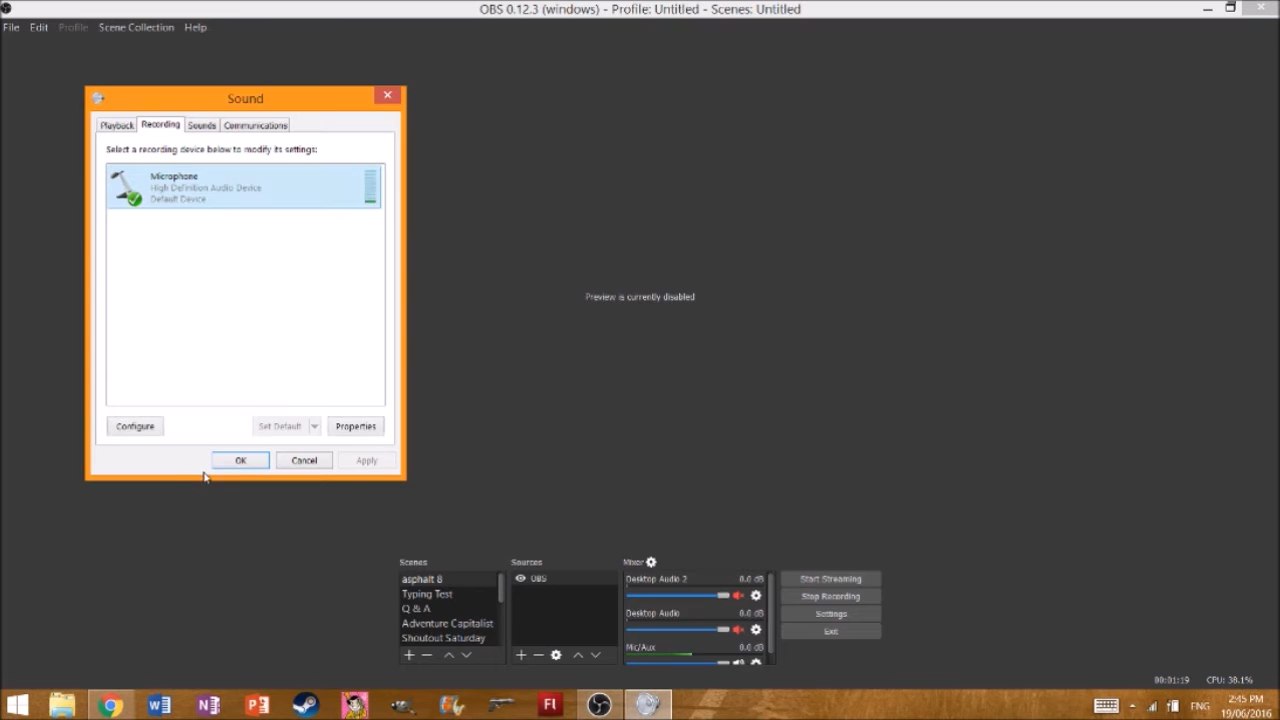 OBS 0.12.3 (windows) - Profile: Untitled - Scenes: Untitled
File Edit Profile Scene Collection Help
Sound
Playback Recording Sounds Communications
Select a recording device below to modify its settings:
Microphone
High Definition Audio Device
Default Device
Preview is currently disabled
Configure Set Default Properties
OK Cancel Apply
Scenes Sources Mixer
asphalt 8
Typing Test
Q & A
Adventure Capitalist
Shoutout Saturday
OBS
Desktop Audio 2 0.0 dB
Desktop Audio 0.0 dB
Mic/Aux 0.0 dB
Start Streaming
Stop Recording
Settings
Exit
00:01:19 CPU: 38.1%
Fl
ENG
2:45 PM
19/06/2016